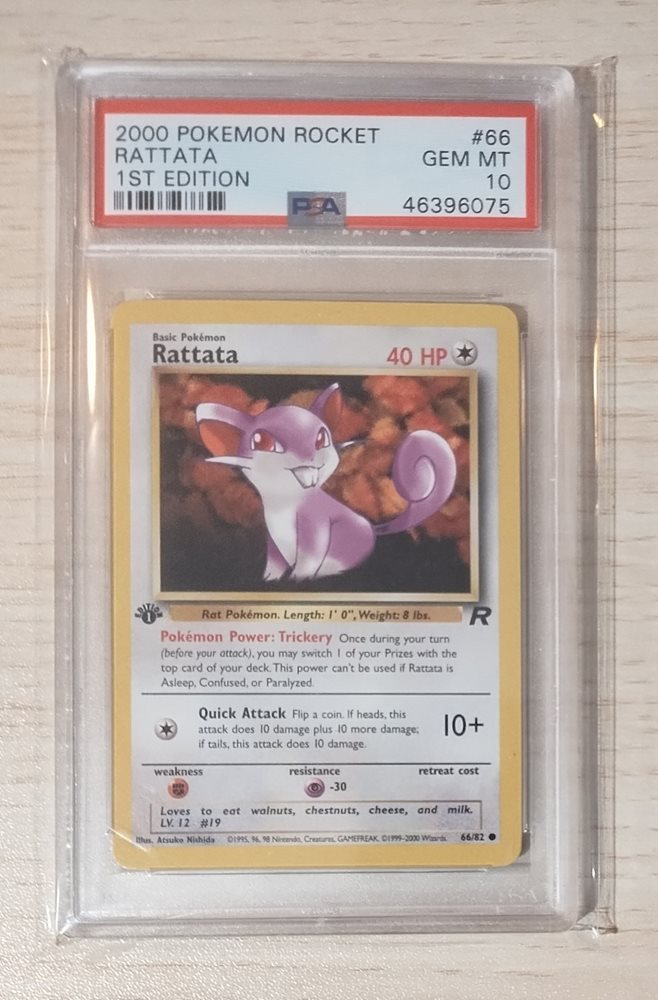 2000 POKEMON ROCKET #66
RATTATA GEM MT
1ST EDITION 10
PSA 46396075
Basic Pokémon
Rattata 40 HP
EDITION
1
Rat Pokémon. Length: 1' 0", Weight: 8 lbs.
R
Pokémon Power: Trickery Once during your turn
(before your attack), you may switch 1 of your Prizes with the
top card of your deck. This power can't be used if Rattata is
Asleep, Confused, or Paralyzed.
Quick Attack Flip a coin. If heads, this
attack does 10 damage plus 10 more damage; 10+
if tails, this attack does 10 damage.
weakness resistance retreat cost
-30
Loves to eat walnuts, chestnuts, cheese, and milk.
LV. 12 #19
Illus. Atsuko Nishida ©1995, 96, 98 Nintendo, Creatures, GAMEFREAK. ©1999-2000 Wizards. 66/82